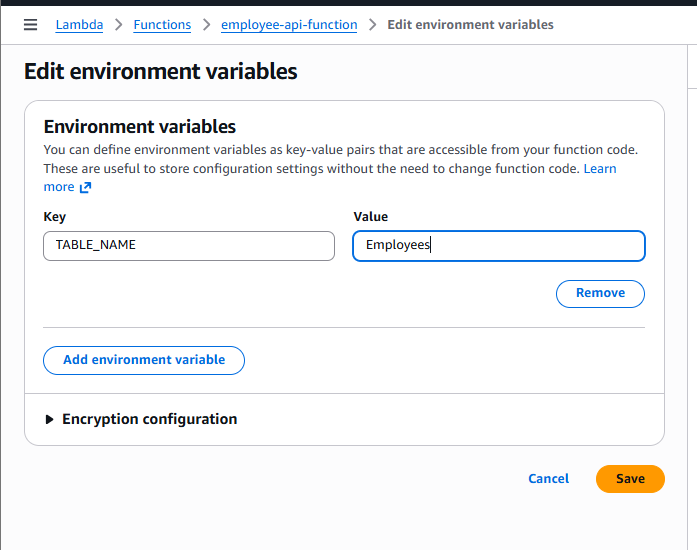 Lambda > Functions > employee-api-function > Edit environment variables
Edit environment variables
Environment variables
You can define environment variables as key-value pairs that are accessible from your function code.
These are useful to store configuration settings without the need to change function code. Learn
more
Key Value
TABLE_NAME Employees
Remove
Add environment variable
Encryption configuration
Cancel Save